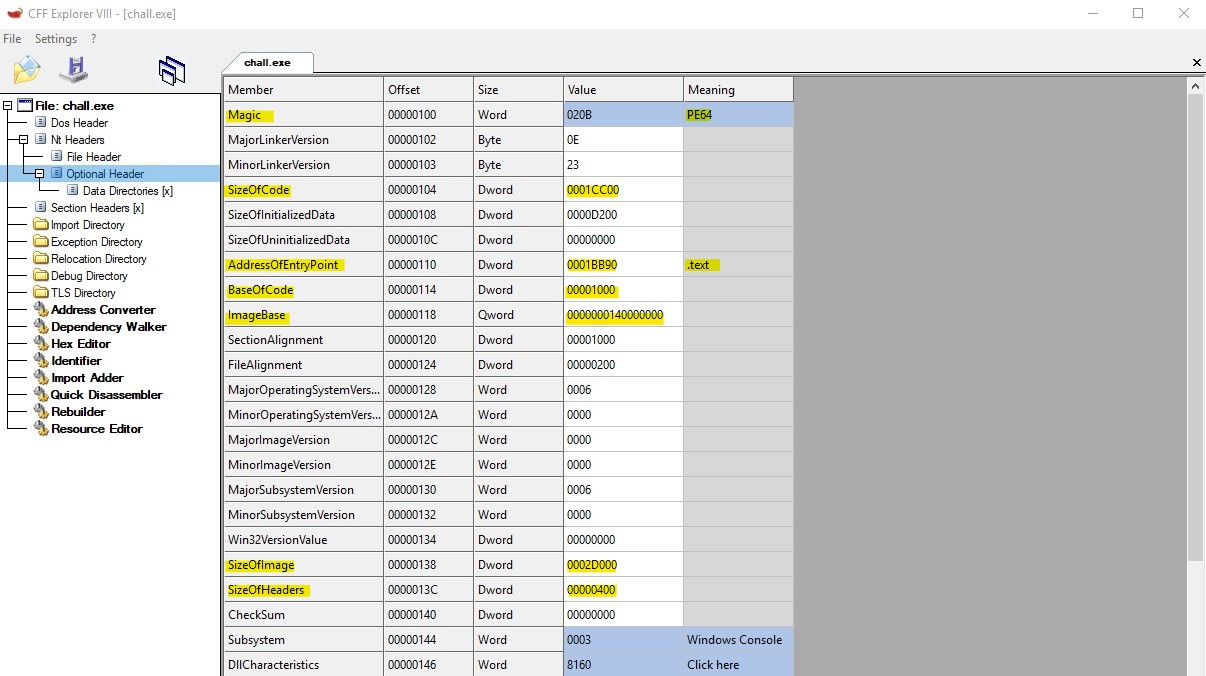 CFF Explorer VIII - [chall.exe]
File Settings ?
chall.exe
File: chall.exe
Dos Header
Nt Headers
File Header
Optional Header
Data Directories [x]
Section Headers [x]
Import Directory
Exception Directory
Relocation Directory
Debug Directory
TLS Directory
Address Converter
Dependency Walker
Hex Editor
Identifier
Import Adder
Quick Disassembler
Rebuilder
Resource Editor
Member Offset Size Value Meaning
Magic 00000100 Word 020B PE64
MajorLinkerVersion 00000102 Byte 0E
MinorLinkerVersion 00000103 Byte 23
SizeOfCode 00000104 Dword 0001CC00
SizeOfInitializedData 00000108 Dword 0000D200
SizeOfUninitializedData 0000010C Dword 00000000
AddressOfEntryPoint 00000110 Dword 0001BB90 .text
BaseOfCode 00000114 Dword 00001000
ImageBase 00000118 Qword 0000000140000000
SectionAlignment 00000120 Dword 00001000
FileAlignment 00000124 Dword 00000200
MajorOperatingSystemVers... 00000128 Word 0006
MinorOperatingSystemVers... 0000012A Word 0000
MajorImageVersion 0000012C Word 0000
MinorImageVersion 0000012E Word 0000
MajorSubsystemVersion 00000130 Word 0006
MinorSubsystemVersion 00000132 Word 0000
Win32VersionValue 00000134 Dword 00000000
SizeOfImage 00000138 Dword 0002D000
SizeOfHeaders 0000013C Dword 00000400
CheckSum 00000140 Dword 00000000
Subsystem 00000144 Word 0003 Windows Console
DllCharacteristics 00000146 Word 8160 Click here